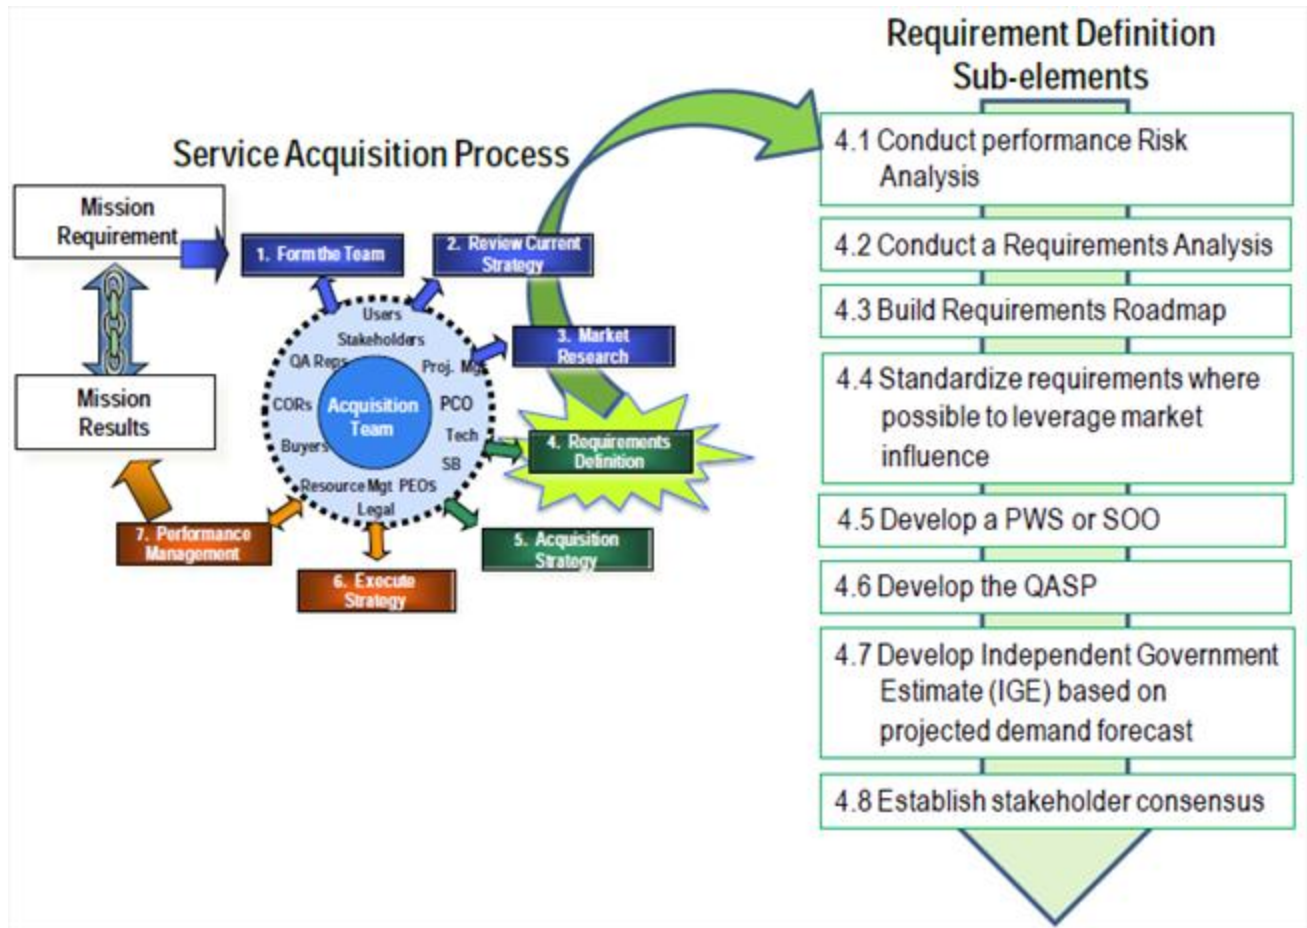 Requirement Definition
Sub-elements
Service Acquisition Process
Mission
Requirement
1. Form the Team
2. Review Current
Strategy
3. Market
Research
4. Requirements
Definition
5. Acquisition
Strategy
6. Execute
Strategy
7. Performance
Management
Mission
Results
Users
Stakeholders
QA Reps
Proj. Mgt
CORs
Acquisition
Team
PCO
Tech
Buyers
SB
Resource Mgt PEOs
Legal
4.1 Conduct performance Risk
Analysis
4.2 Conduct a Requirements Analysis
4.3 Build Requirements Roadmap
4.4 Standardize requirements where
possible to leverage market
influence
4.5 Develop a PWS or SOO
4.6 Develop the QASP
4.7 Develop Independent Government
Estimate (IGE) based on
projected demand forecast
4.8 Establish stakeholder consensus